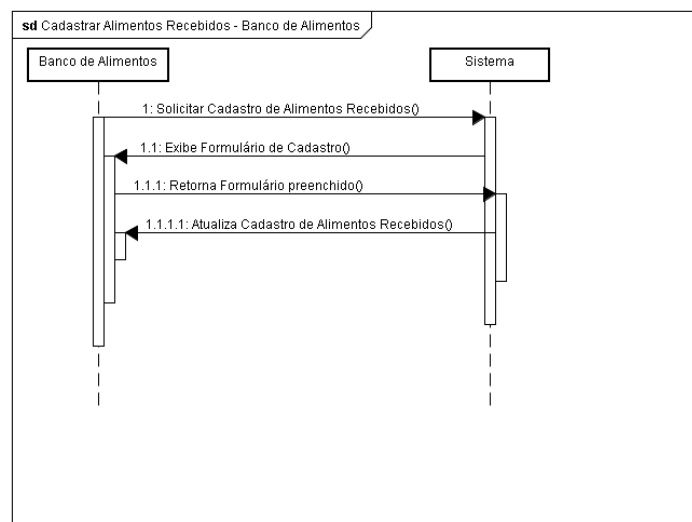 sd Cadastrar Alimentos Recebidos - Banco de Alimentos
Banco de Alimentos
Sistema
1: Solicitar Cadastro de Alimentos Recebidos()
1.1: Exibe Formulário de Cadastro()
1.1.1: Retorna Formulário preenchido()
1.1.1.1: Atualiza Cadastro de Alimentos Recebidos()